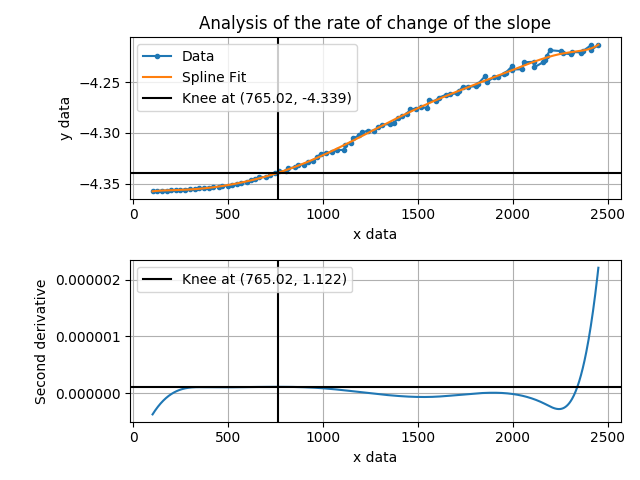 Analysis of the rate of change of the slope
Data
Spline Fit
Knee at (765.02, -4.339)
y data
−4.25
−4.30
−4.35
0 500 1000 1500 2000 2500
x data
Knee at (765.02, 1.122)
Second derivative
0.000002
0.000001
0.000000
0 500 1000 1500 2000 2500
x data